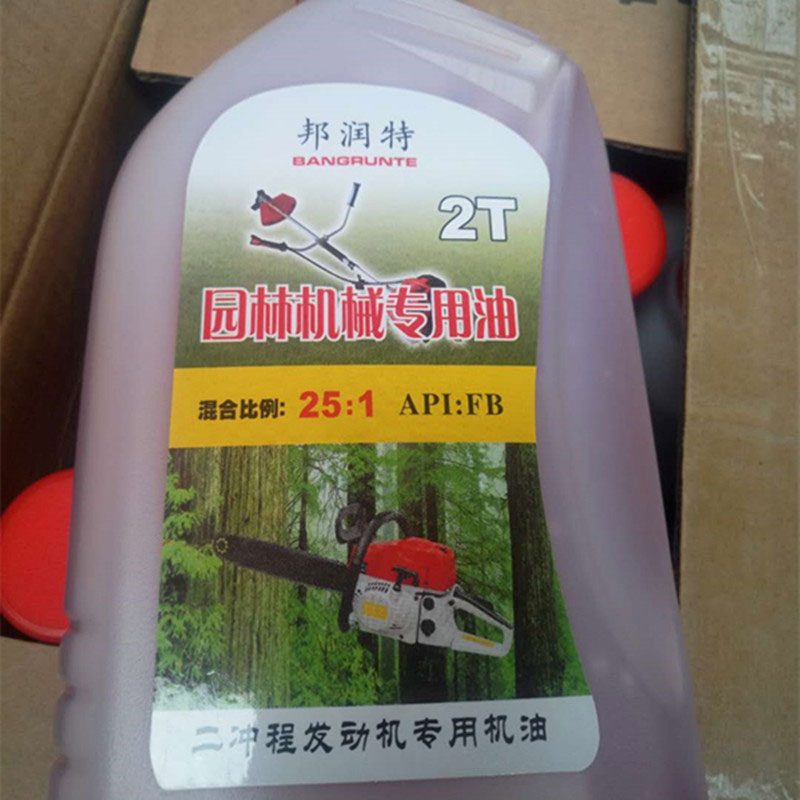 邦润特
BANGRUNTE
2T
园林机械专用油
混合比例: 25:1 API:FB
二冲程发动机专用机油